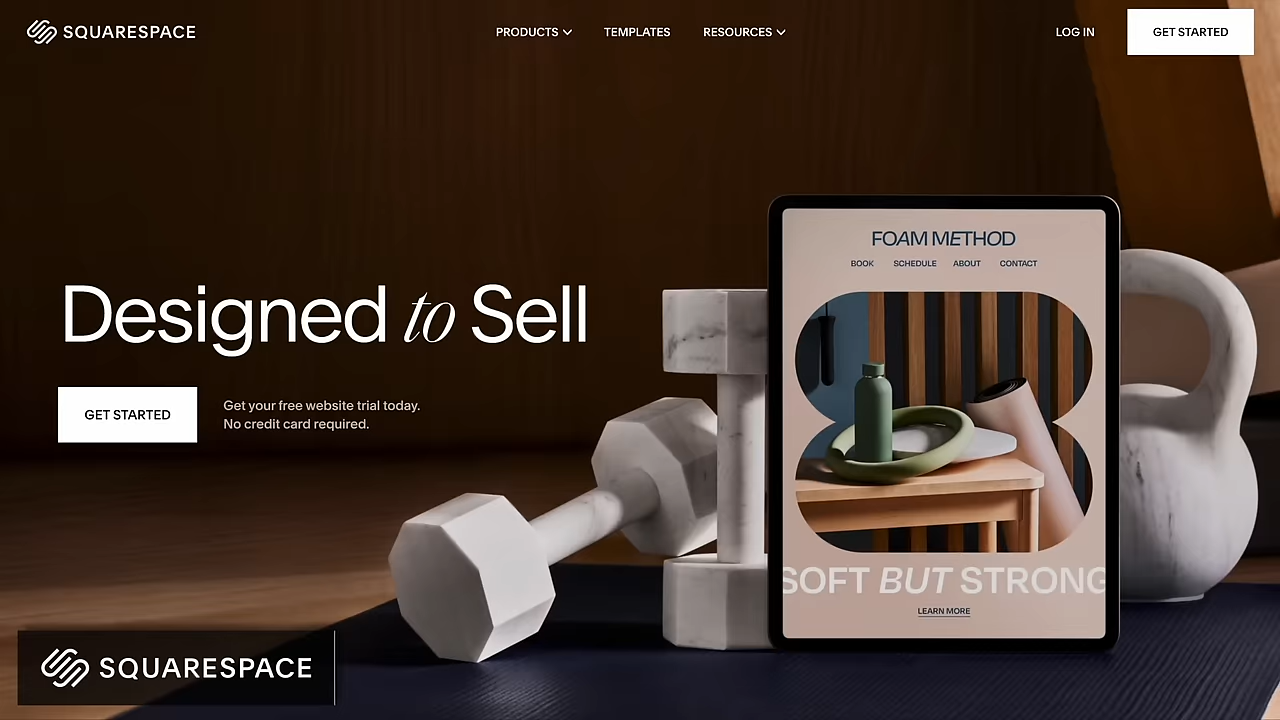 SQUARESPACE
PRODUCTS
TEMPLATES
RESOURCES
LOG IN
GET STARTED
Designed to Sell
GET STARTED
Get your free website trial today.
No credit card required.
FOAM METHOD
BOOK SCHEDULE ABOUT CONTACT
SOFT BUT STRONG
LEARN MORE
SQUARESPACE